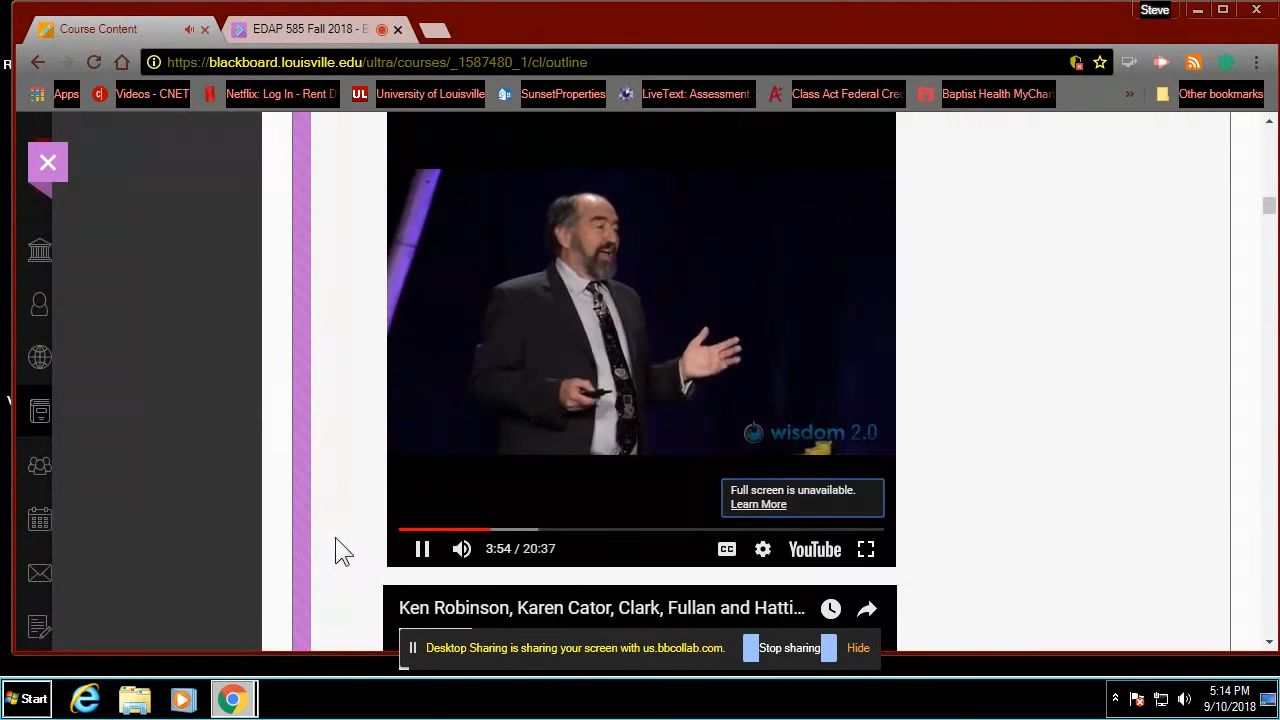 Steve
Course Content
EDAP 585 Fall 2018 - E
https://blackboard.louisville.edu/ultra/courses/_1587480_1/cl/outline
Apps
Videos - CNET
Netflix: Log In - Rent D
UL University of Louisville
SunsetProperties
LiveText: Assessment
Class Act Federal Cred
Baptist Health MyChar
»
Other bookmarks
wisdom 2.0
Full screen is unavailable.
Learn More
3:54 / 20:37
CC
YouTube
Ken Robinson, Karen Cator, Clark, Fullan and Hatti...
Desktop Sharing is sharing your screen with us.bbcollab.com.
Stop sharing
Hide
Start
5:14 PM
9/10/2018